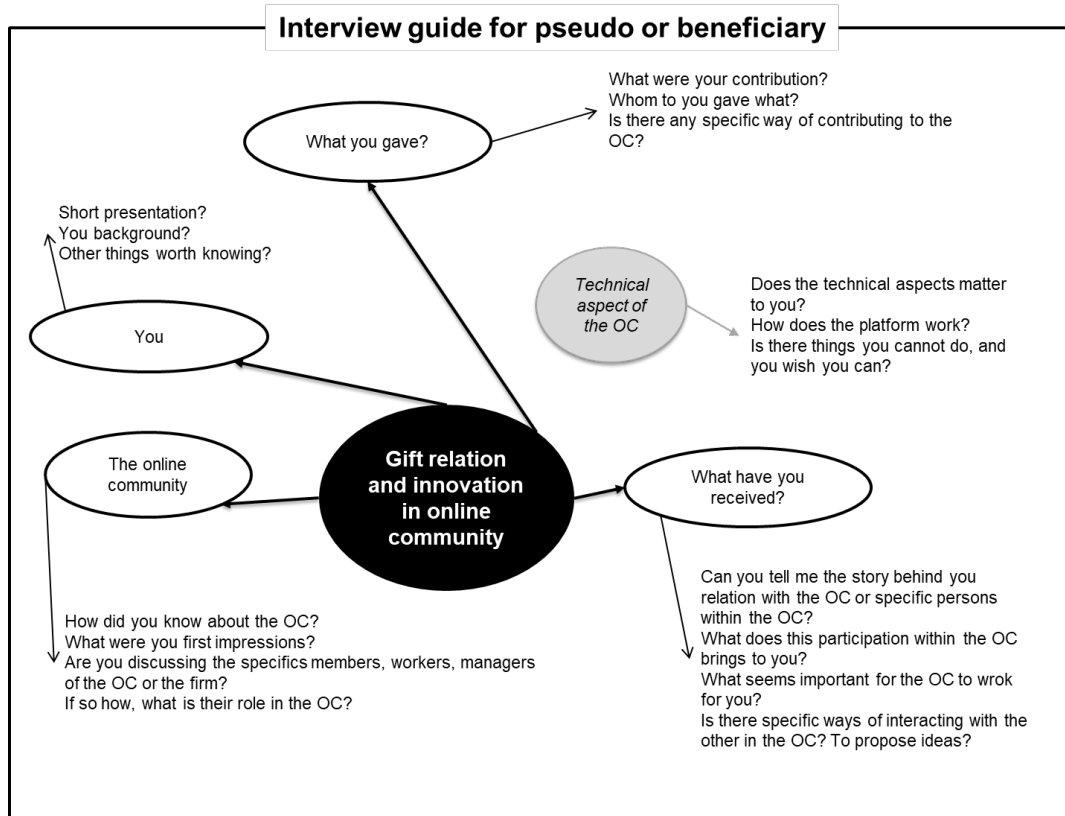 Interview guide for pseudo or beneficiary
What were your contribution?
Whom to you gave what?
Is there any specific way of contributing to the
OC?
What you gave?
Short presentation?
You background?
Other things worth knowing?
Technical
aspect of
the OC
Does the technical aspects matter
to you?
How does the platform work?
Is there things you cannot do, and
you wish you can?
You
The online
community
Gift relation
and innovation
in online
community
What have you
received?
How did you know about the OC?
What were you first impressions?
Are you discussing the specifics members, workers, managers
of the OC or the firm?
If so how, what is their role in the OC?
Can you tell me the story behind you
relation with the OC or specific persons
within the OC?
What does this participation within the OC
brings to you?
What seems important for the OC to wrok
for you?
Is there specific ways of interacting with the
other in the OC? To propose ideas?